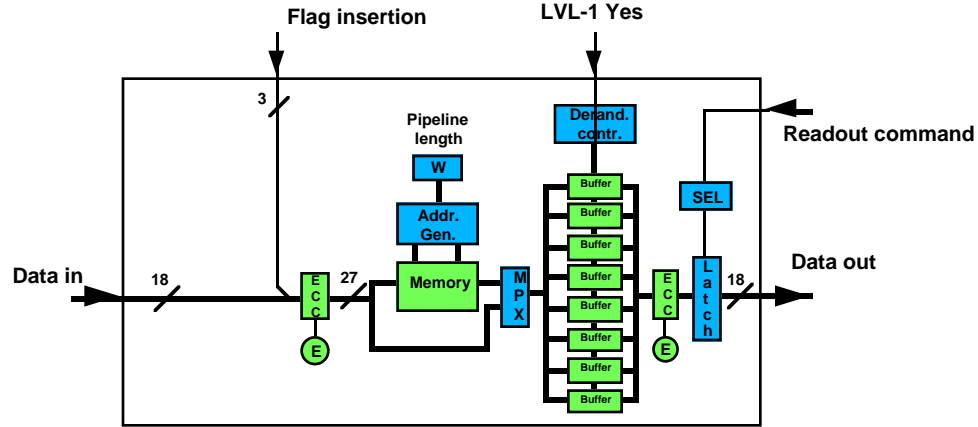 Flag insertion
LVL-1 Yes
3
Derand.
contr.
Readout command
Pipeline
length
W
Buffer
SEL
Addr.
Gen.
Buffer
Buffer
Data in
18
E
C
C
27
Memory
M
P
X
Buffer
E
C
C
L
a
t
c
h
18
Data out
Buffer
Buffer
E
E
Buffer
Buffer